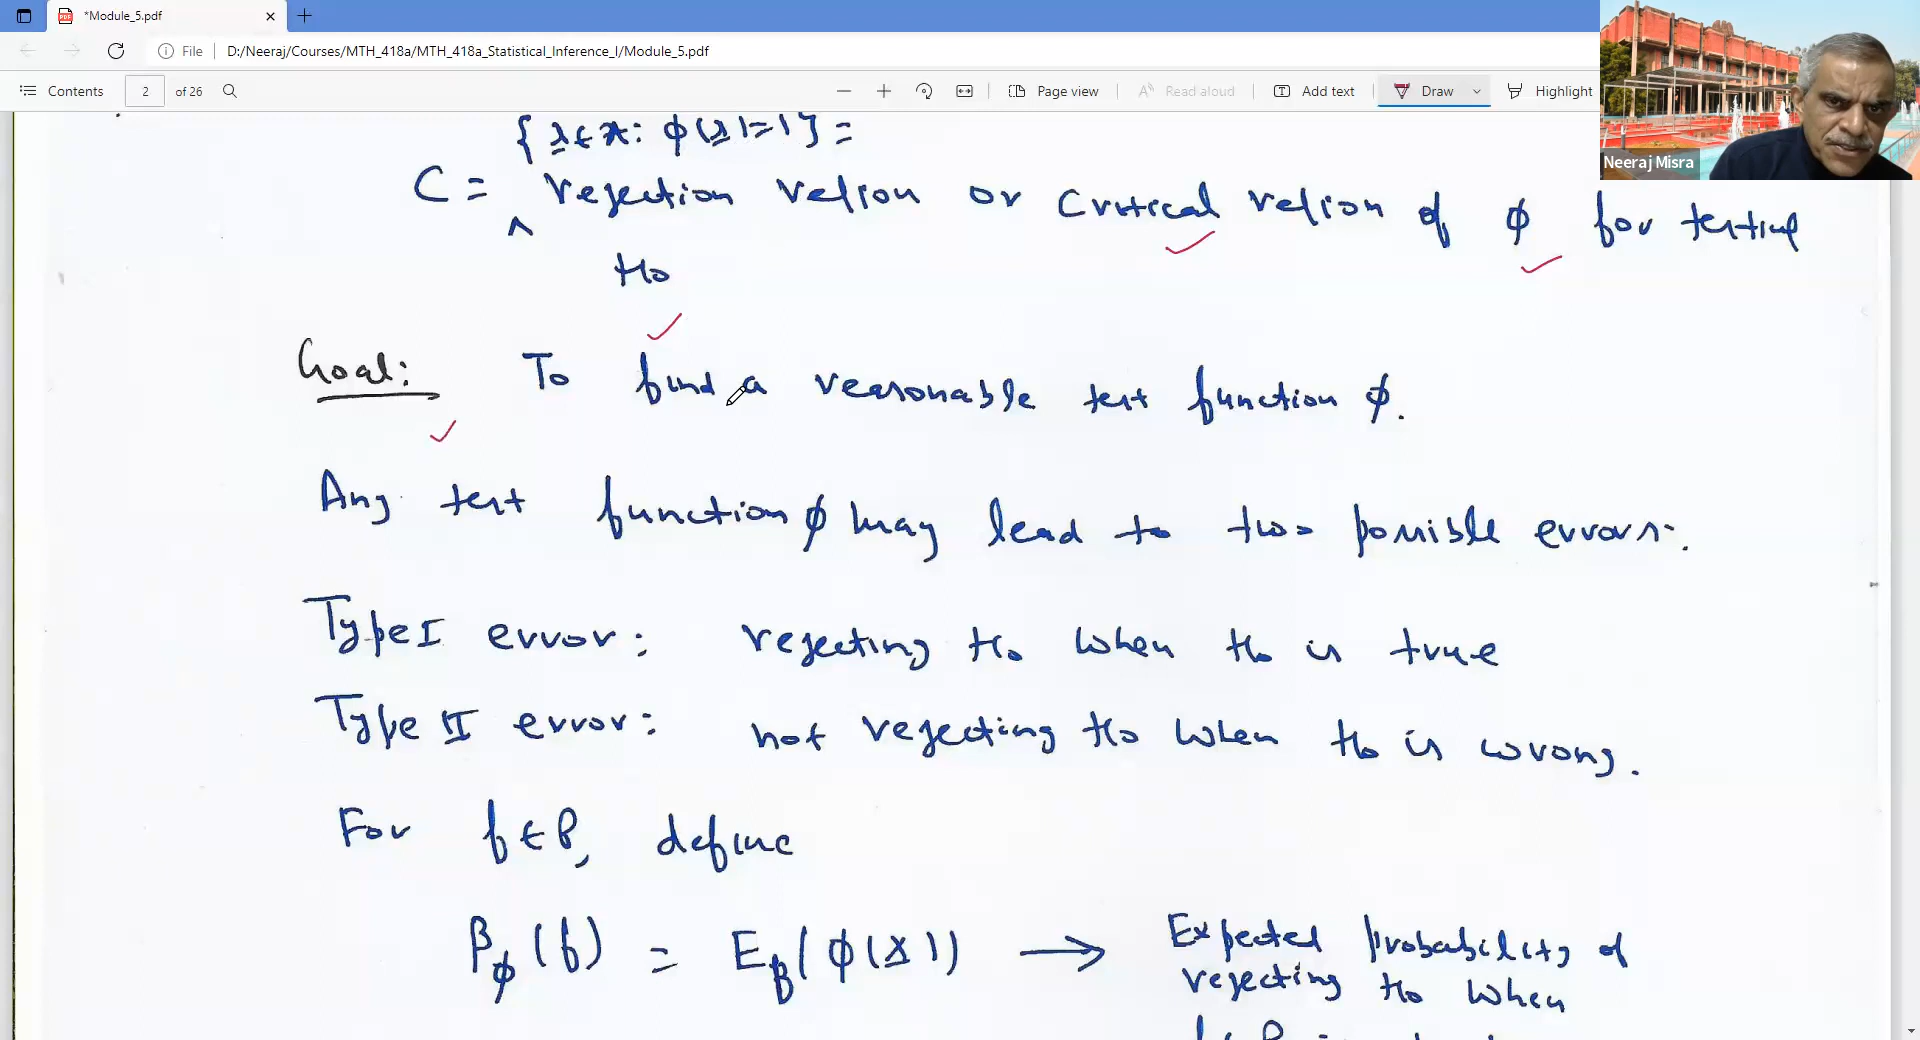 *Module_5.pdf
File D:/Neeraj/Courses/MTH_418a/MTH_418a_Statistical_Inference_I/Module_5.pdf
Contents 2 of 26 Page view Read aloud Add text Draw Highlight
Neeraj Misra
{ x ∈ 𝒳 : ϕ(x) = 1 } =
C = ^ rejection region or critical region of ϕ for testing
H₀
Goal: To find a reasonable test function ϕ.
Any test function ϕ may lead to two possible errors.
Type I error: rejecting H₀ when H₀ is true
Type II error: not rejecting H₀ when H₀ is wrong.
For f ∈ P, define
β_ϕ(f) = E_f(ϕ(X)) → Expected probability of
rejecting H₀ when